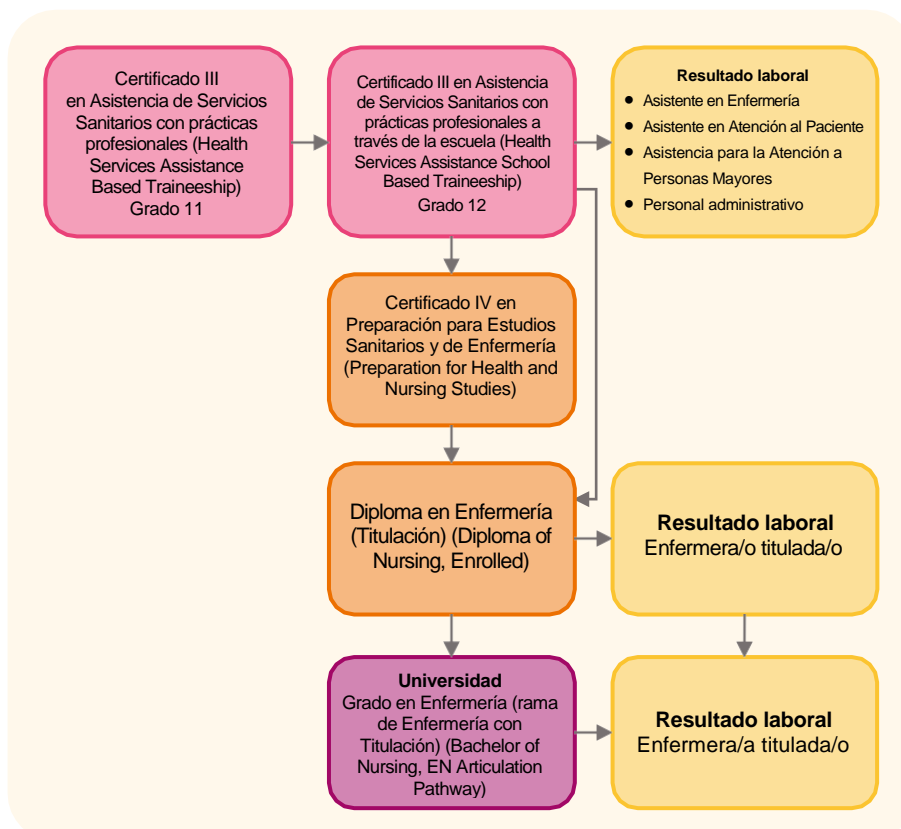 Certificado III
en Asistencia de Servicios
Sanitarios con prácticas
profesionales (Health
Services Assistance
Based Traineeship)
Grado 11
Certificado III en Asistencia
de Servicios Sanitarios con
prácticas profesionales a
través de la escuela (Health
Services Assistance School
Based Traineeship)
Grado 12
Resultado laboral
• Asistente en Enfermería
• Asistente en Atención al Paciente
• Asistencia para la Atención a
Personas Mayores
• Personal administrativo
Certificado IV en
Preparación para Estudios
Sanitarios y de Enfermería
(Preparation for Health and
Nursing Studies)
Diploma en Enfermería
(Titulación) (Diploma of
Nursing, Enrolled)
Resultado laboral
Enfermera/o titulada/o
Universidad
Grado en Enfermería (rama
de Enfermería con
Titulación) (Bachelor of
Nursing, EN Articulation
Pathway)
Resultado laboral
Enfermera/a titulada/o